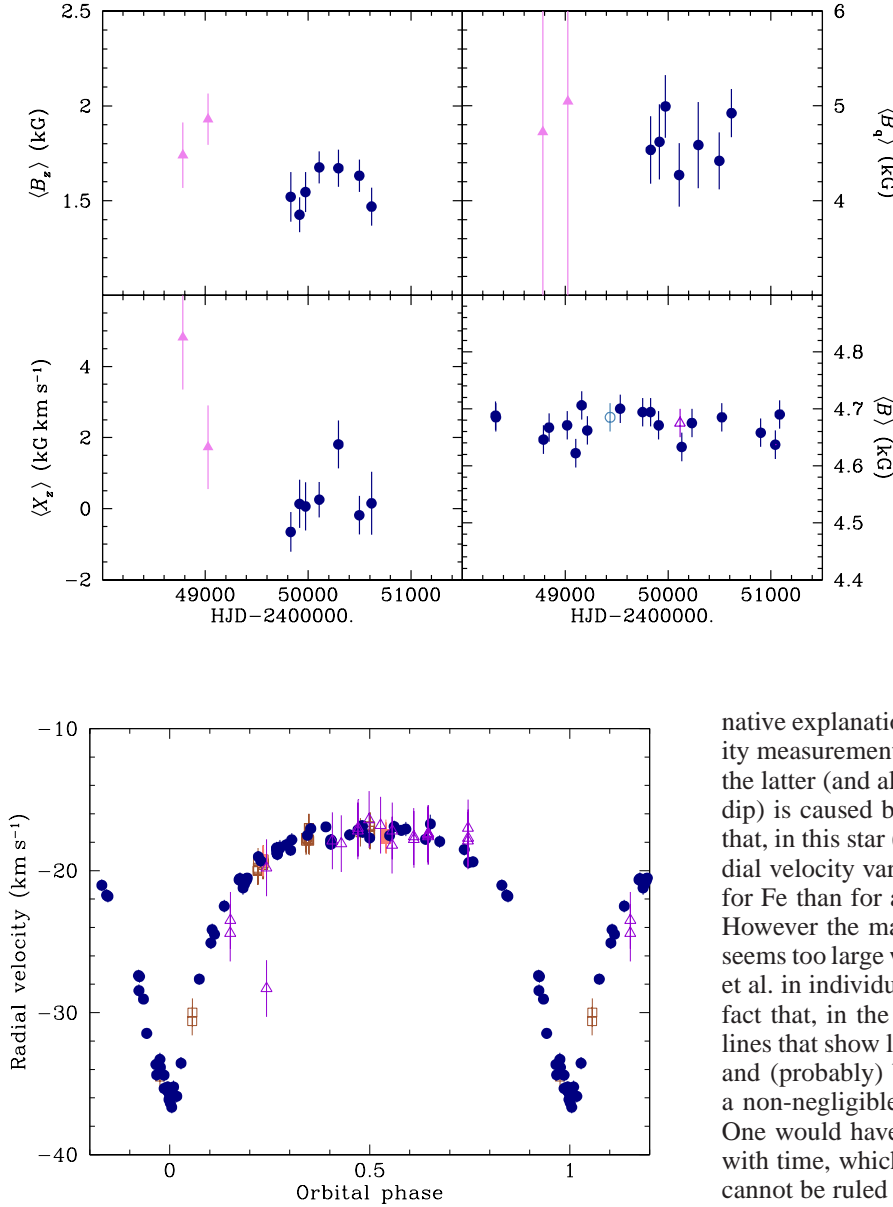 2.5
2
1.5
⟨B_z⟩ (kG)
6
5
4
⟨B_q⟩ (kG)
4
2
0
−2
⟨X_z⟩ (kG km s⁻¹)
4.8
4.7
4.6
4.5
4.4
⟨B⟩ (kG)
49000 50000 51000
HJD−2400000.
49000 50000 51000
HJD−2400000.
−10
−20
−30
−40
Radial velocity (km s⁻¹)
0 0.5 1
Orbital phase
native explanatio
ity measurement
the latter (and al
dip) is caused b
that, in this star (
dial velocity var
for Fe than for a
However the ma
seems too large v
et al. in individu
fact that, in the
lines that show l
and (probably)
a non-negligible
One would have
with time, which
cannot be ruled